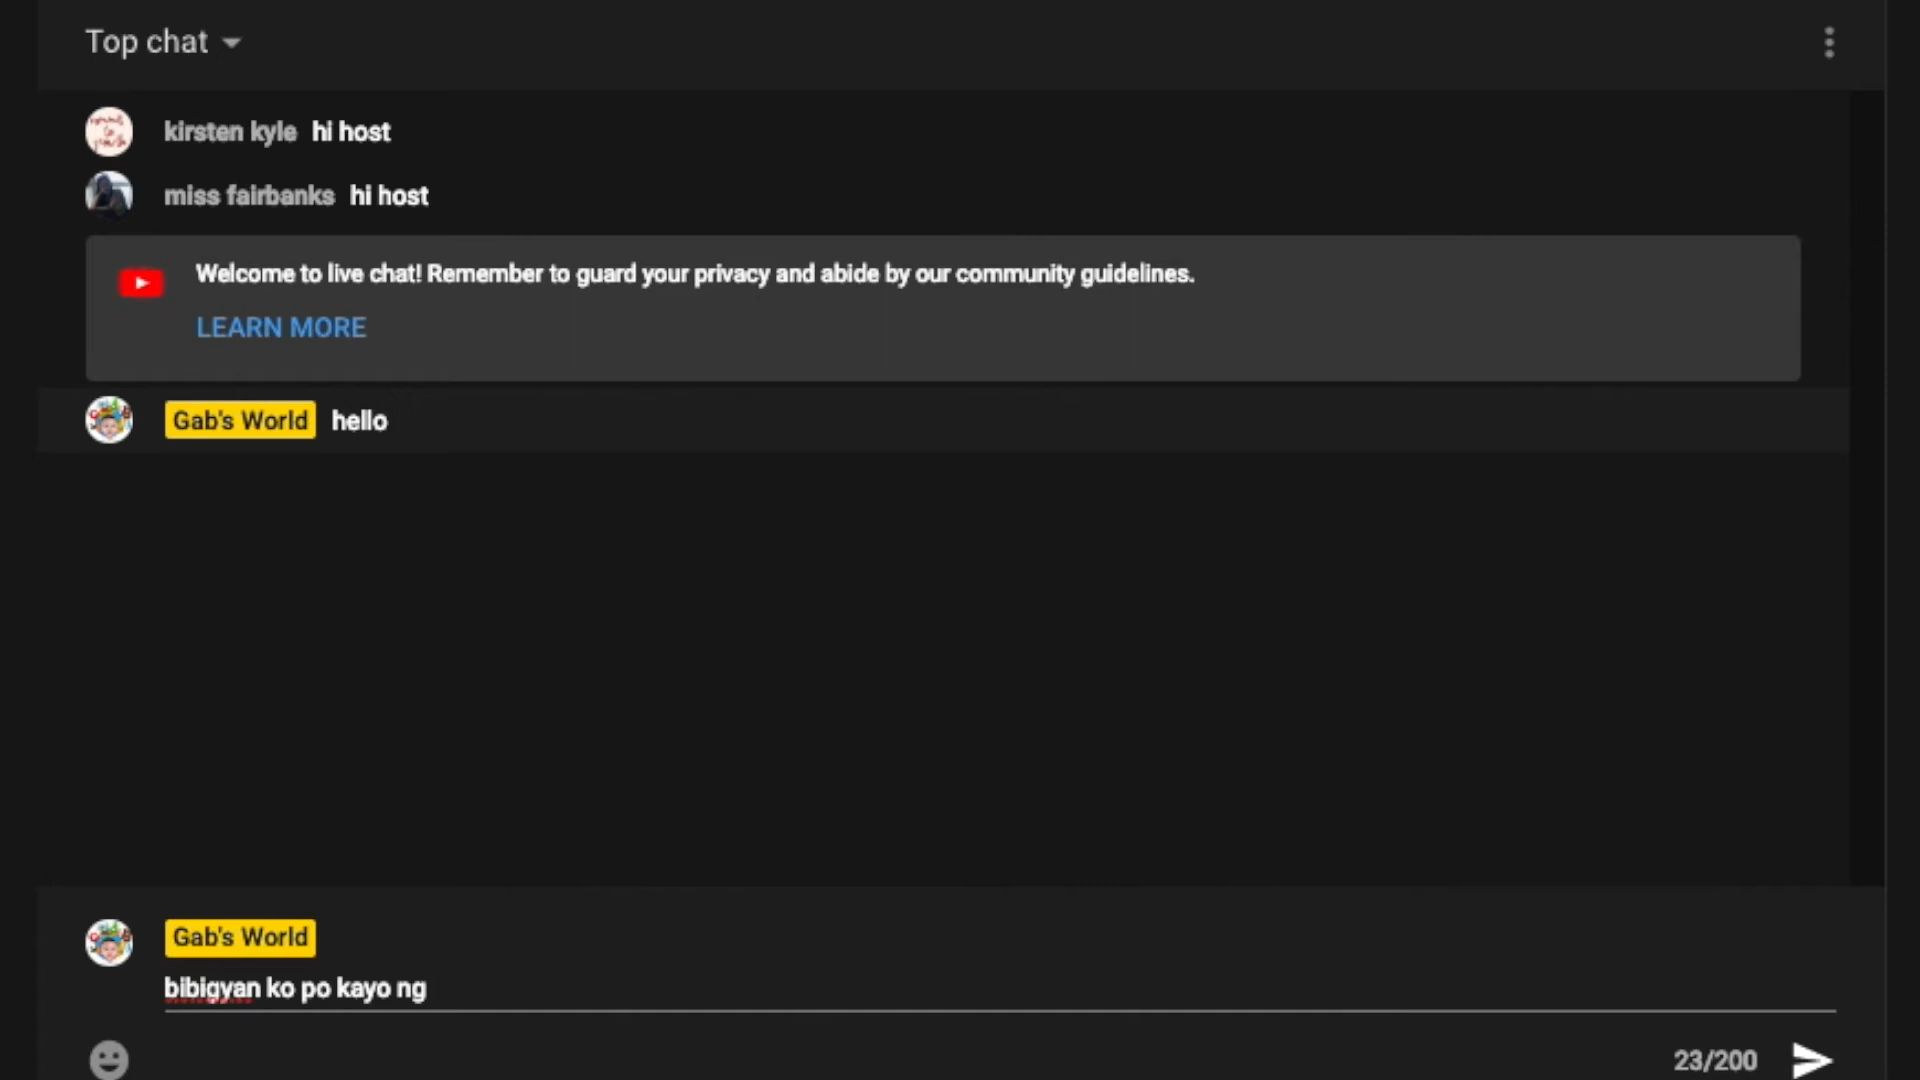 Top chat
kirsten kyle hi host
miss fairbanks hi host
Welcome to live chat! Remember to guard your privacy and abide by our community guidelines.
LEARN MORE
Gab's World hello
Gab's World
bibigyan ko po kayo ng
23/200